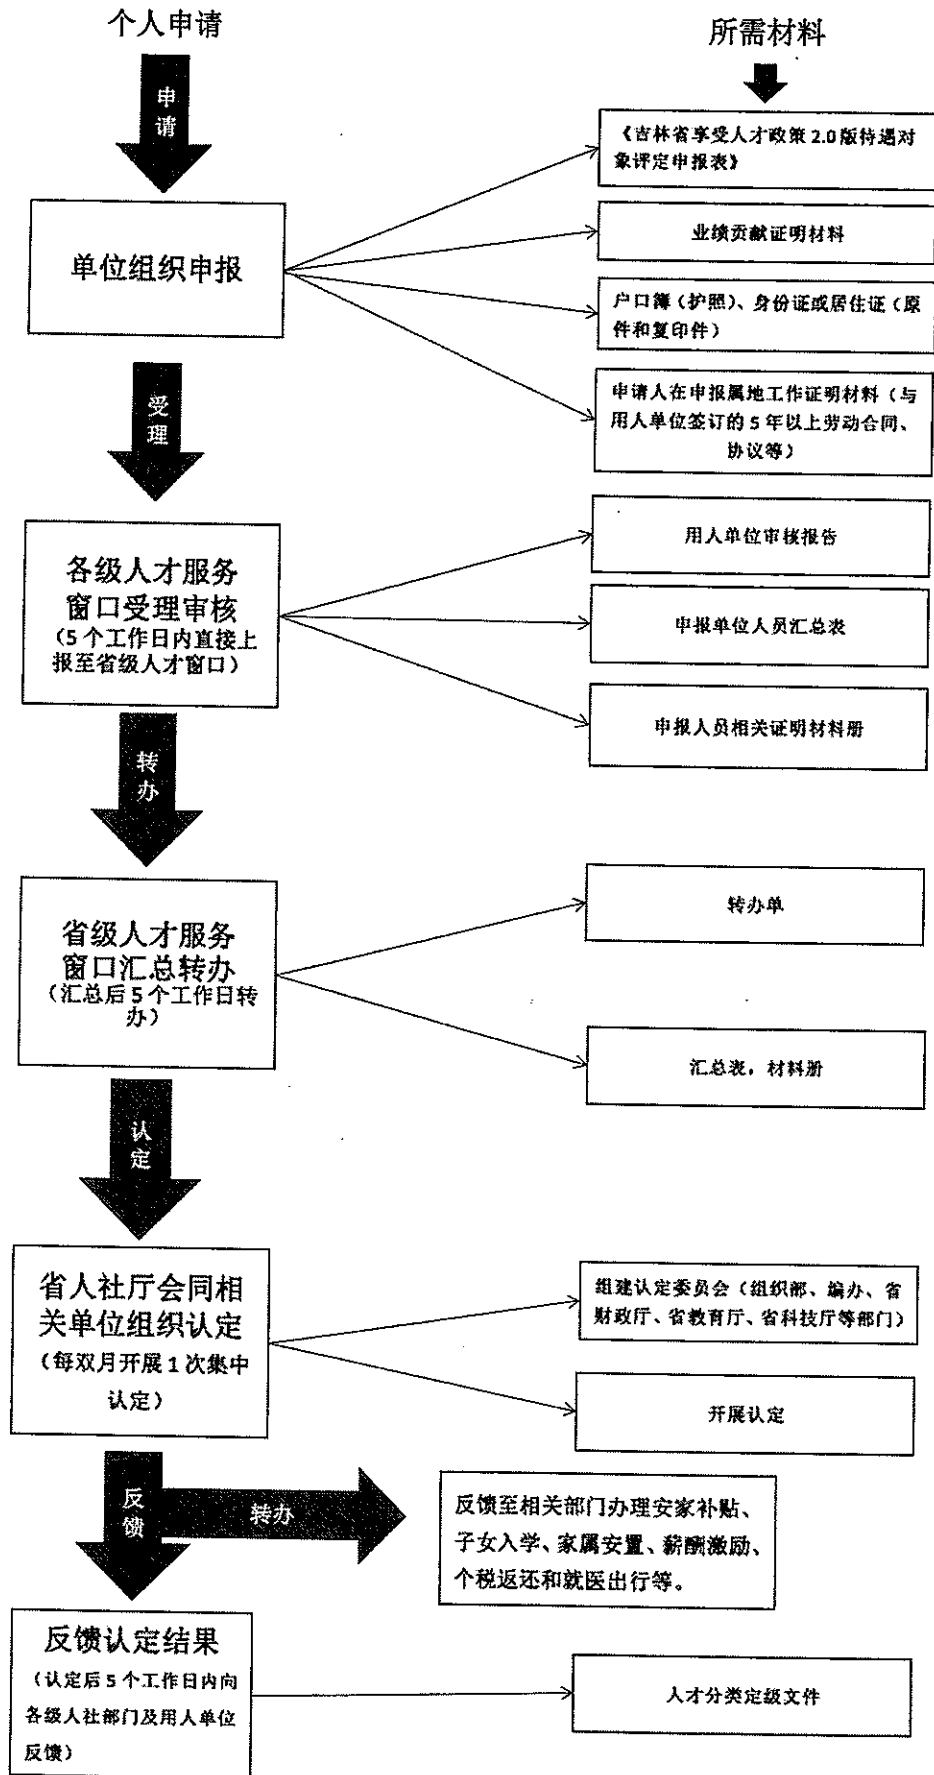 个人申请
所需材料
申
请
《吉林省享受人才政策 2.0 版待遇对
象评定申报表》
业绩贡献证明材料
单位组织申报
户口簿（护照）、身份证或居住证（原
件和复印件）
申请人在申报属地工作证明材料（与
用人单位签订的 5 年以上劳动合同、
协议等）
受
理
各级人才服务
窗口受理审核
（5 个工作日内直接上
报至省级人才窗口）
用人单位审核报告
申报单位人员汇总表
申报人员相关证明材料册
转
办
省级人才服务
窗口汇总转办
（汇总后 5 个工作日转
办）
转办单
汇总表，材料册
认
定
省人社厅会同相
关单位组织认定
（每双月开展 1 次集中
认定）
组建认定委员会（组织部、编办、省
财政厅、省教育厅、省科技厅等部门）
开展认定
反
馈
转办
反馈至相关部门办理安家补贴、
子女入学、家属安置、薪酬激励、
个税返还和就医出行等。
反馈认定结果
（认定后 5 个工作日内向
各级人社部门及用人单位
反馈）
人才分类定级文件